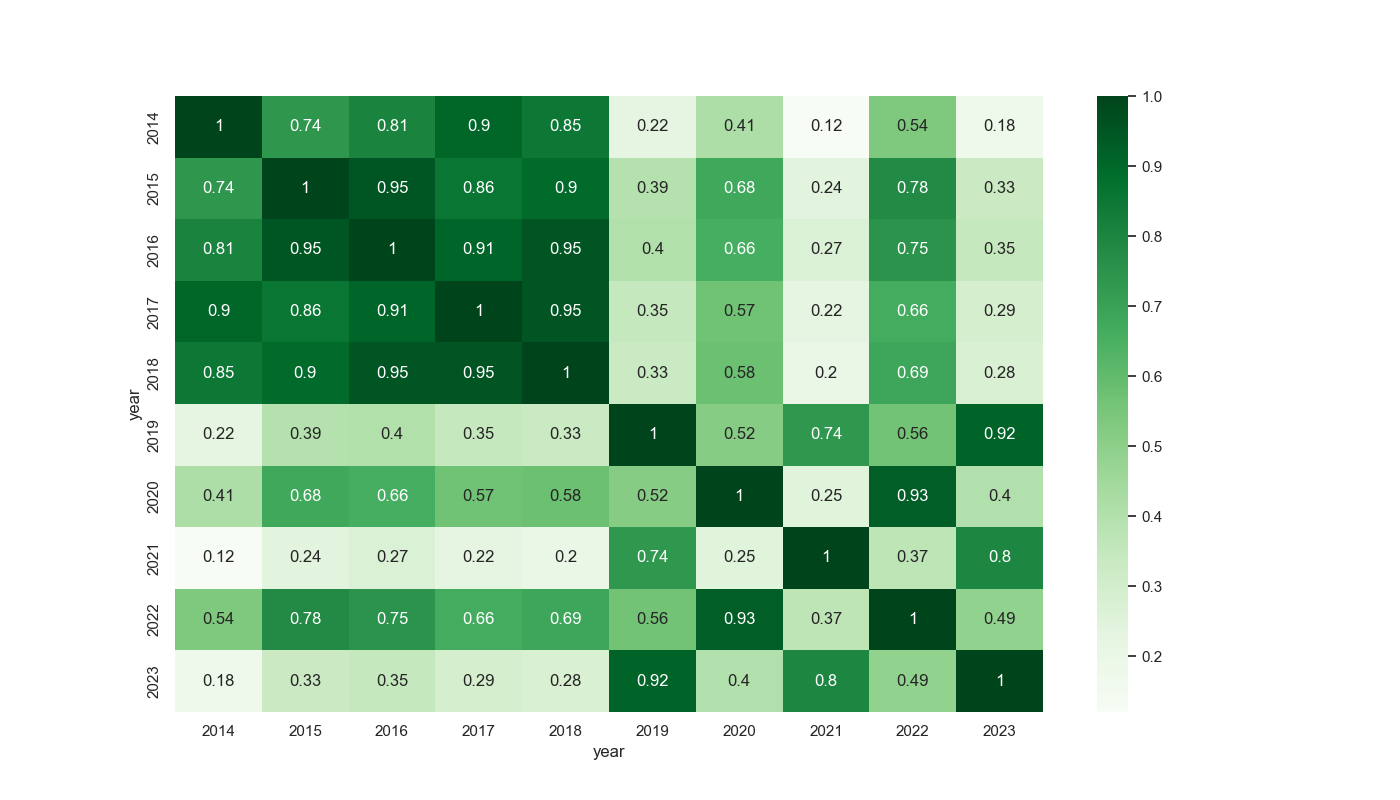 2014 1 0.74 0.81 0.9 0.85 0.22 0.41 0.12 0.54 0.18 1.0
2015 0.74 1 0.95 0.86 0.9 0.39 0.68 0.24 0.78 0.33 0.9
2016 0.81 0.95 1 0.91 0.95 0.4 0.66 0.27 0.75 0.35 0.8
2017 0.9 0.86 0.91 1 0.95 0.35 0.57 0.22 0.66 0.29 0.7
2018 0.85 0.9 0.95 0.95 1 0.33 0.58 0.2 0.69 0.28 0.6
year
2019 0.22 0.39 0.4 0.35 0.33 1 0.52 0.74 0.56 0.92 0.5
2020 0.41 0.68 0.66 0.57 0.58 0.52 1 0.25 0.93 0.4 0.4
2021 0.12 0.24 0.27 0.22 0.2 0.74 0.25 1 0.37 0.8 0.3
2022 0.54 0.78 0.75 0.66 0.69 0.56 0.93 0.37 1 0.49 0.2
2023 0.18 0.33 0.35 0.29 0.28 0.92 0.4 0.8 0.49 1
2014 2015 2016 2017 2018 2019 2020 2021 2022 2023
year